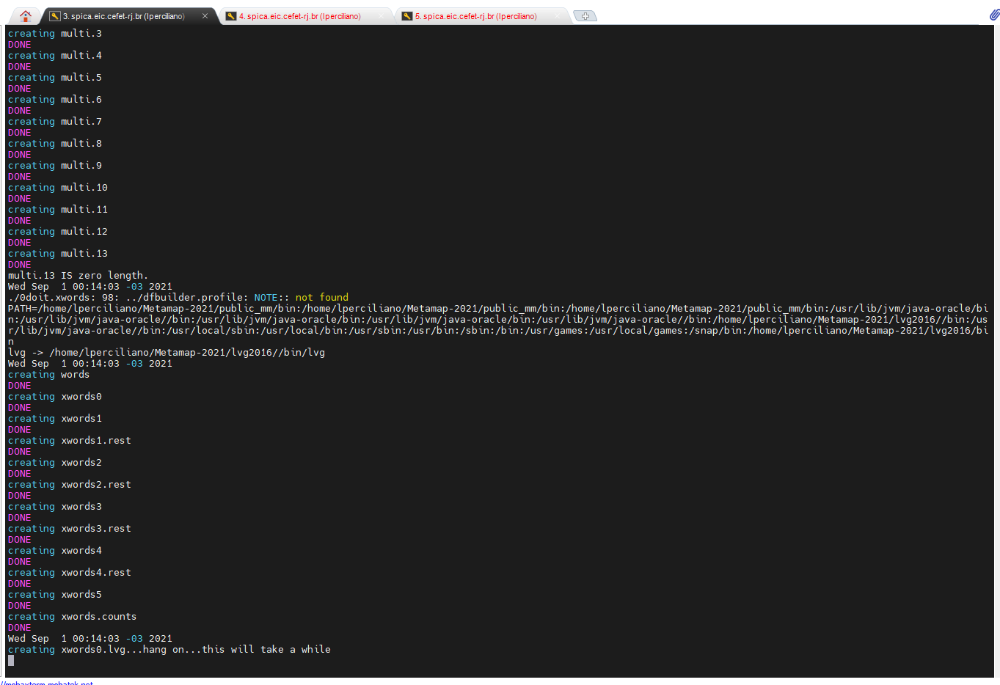 3. spica.eic.cefet-rj.br (lperciliano)
4. spica.eic.cefet-rj.br (lperciliano)
5. spica.eic.cefet-rj.br (lperciliano)
creating multi.3
DONE
creating multi.4
DONE
creating multi.5
DONE
creating multi.6
DONE
creating multi.7
DONE
creating multi.8
DONE
creating multi.9
DONE
creating multi.10
DONE
creating multi.11
DONE
creating multi.12
DONE
creating multi.13
DONE
multi.13 IS zero length.
Wed Sep  1 00:14:03 -03 2021
./0doit.xwords: 98: ../dfbuilder.profile: NOTE:: not found
PATH=/home/lperciliano/Metamap-2021/public_mm/bin:/home/lperciliano/Metamap-2021/public_mm/bin:/usr/lib/jvm/java-oracle/bi
n:/usr/lib/jvm/java-oracle//bin:/usr/lib/jvm/java-oracle/bin:/usr/lib/jvm/java-oracle//bin:/home/lperciliano/Metamap-2021/lvg2016//bin:/us
r/lib/jvm/java-oracle//bin:/usr/local/sbin:/usr/local/bin:/usr/sbin:/usr/bin:/sbin:/bin:/usr/games:/usr/local/games:/snap/bin:/home/lperciliano/Metamap-2021/lvg2016/bi
n
lvg -> /home/lperciliano/Metamap-2021/lvg2016//bin/lvg
Wed Sep  1 00:14:03 -03 2021
creating words
DONE
creating xwords0
DONE
creating xwords1
DONE
creating xwords1.rest
DONE
creating xwords2
DONE
creating xwords2.rest
DONE
creating xwords3
DONE
creating xwords3.rest
DONE
creating xwords4
DONE
creating xwords4.rest
DONE
creating xwords5
DONE
creating xwords.counts
DONE
Wed Sep  1 00:14:03 -03 2021
creating xwords0.lvg...hang on...this will take a while
//mobaxterm.mobatek.net